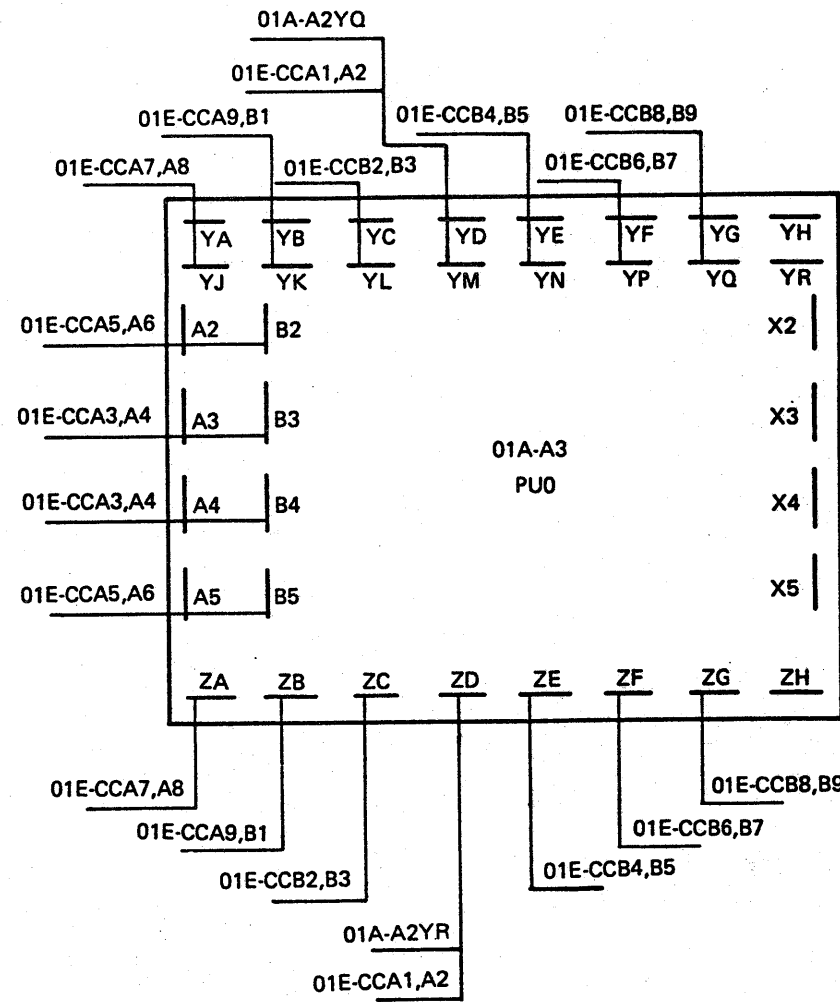 01A-A2YQ
01E-CCA1,A2
01E-CCA9,B1
01E-CCB4,B5
01E-CCB8,B9
01E-CCA7,A8
01E-CCB2,B3
01E-CCB6,B7
YA YB YC YD YE YF YG YH
YJ YK YL YM YN YP YQ YR
01E-CCA5,A6 A2 B2 X2
01E-CCA3,A4 A3 B3 X3
01A-A3
PU0
01E-CCA3,A4 A4 B4 X4
01E-CCA5,A6 A5 B5 X5
ZA ZB ZC ZD ZE ZF ZG ZH
01E-CCA7,A8
01E-CCB8,B9
01E-CCA9,B1
01E-CCB6,B7
01E-CCB2,B3
01E-CCB4,B5
01A-A2YR
01E-CCA1,A2